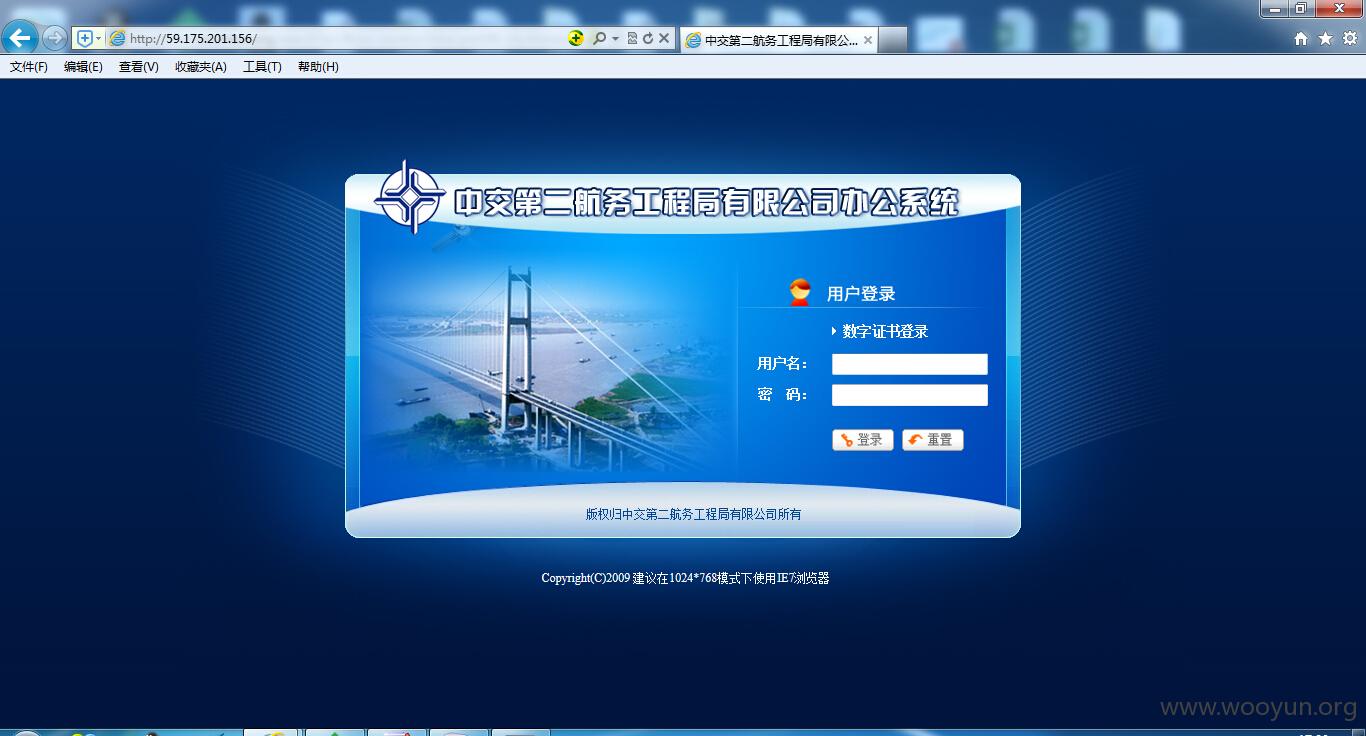 http://59.175.201.156/
中交第二航务工程局有限公...
文件(F) 编辑(E) 查看(V) 收藏夹(A) 工具(T) 帮助(H)
中交第二航务工程局有限公司办公系统
用户登录
数字证书登录
用户名：
密 码：
登录 重置
版权归中交第二航务工程局有限公司所有
Copyright(C)2009 建议在1024*768模式下使用IE7浏览器
www.wooyun.org